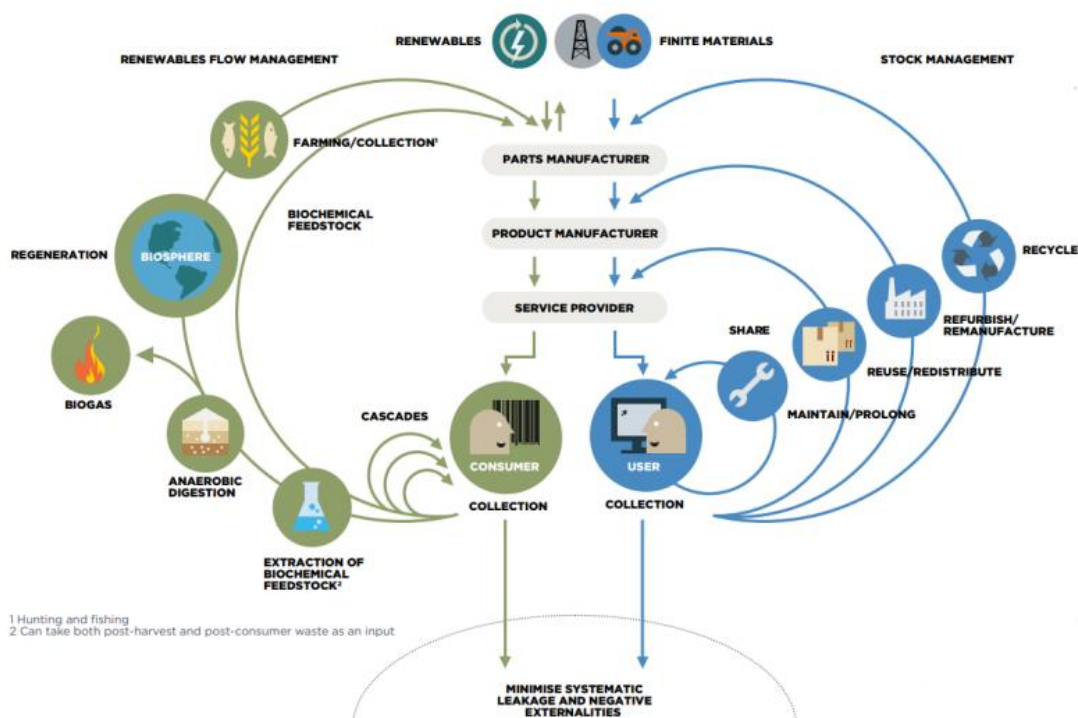 RENEWABLES
FINITE MATERIALS
RENEWABLES FLOW MANAGEMENT
STOCK MANAGEMENT
FARMING/COLLECTION¹
PARTS MANUFACTURER
BIOCHEMICAL
FEEDSTOCK
PRODUCT MANUFACTURER
REGENERATION
BIOSPHERE
RECYCLE
SERVICE PROVIDER
SHARE
REFURBISH/
REMANUFACTURE
REUSE/REDISTRIBUTE
BIOGAS
CASCADES
MAINTAIN/PROLONG
CONSUMER
USER
ANAEROBIC
DIGESTION
COLLECTION
COLLECTION
EXTRACTION OF
BIOCHEMICAL
FEEDSTOCK²
1 Hunting and fishing
2 Can take both post-harvest and post-consumer waste as an input
MINIMISE SYSTEMATIC
LEAKAGE AND NEGATIVE
EXTERNALITIES